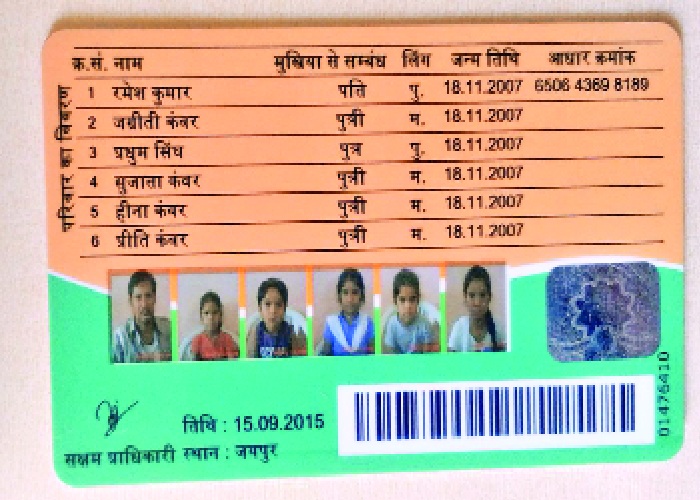 क्र.सं. नाम मुखिया से सम्बंध लिंग जन्म तिथि आधार क्रमांक
परिवार का विवरण
1 रमेश कुमार पति पु. 18.11.2007 6506 4369 8189
2 जग्रीती कंवर पुत्री म. 18.11.2007
3 प्रधुम सिंघ पुत्र पु. 18.11.2007
4 सुजाता कंवर पुत्री म. 18.11.2007
5 हीना कंवर पुत्री म. 18.11.2007
6 प्रीति कंवर पुत्री म. 18.11.2007
तिथि : 15.09.2015
सक्षम प्राधिकारी स्थान : जयपुर
01476410